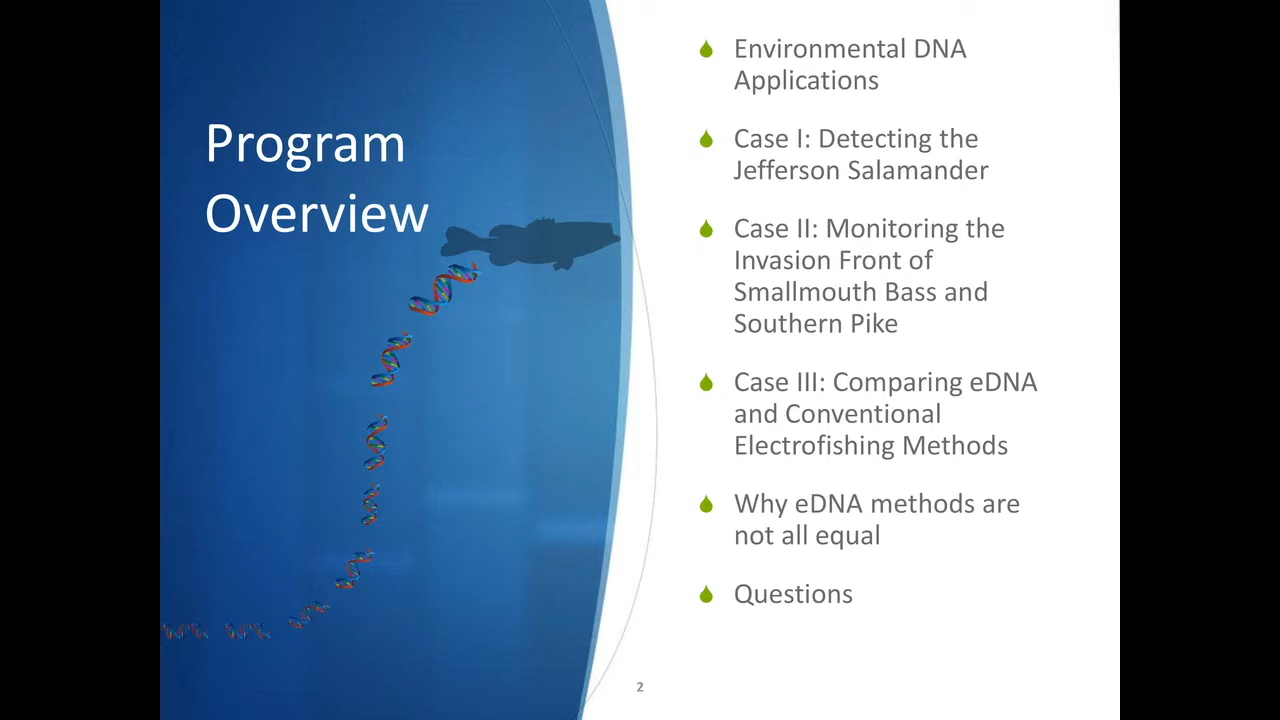 Program
Overview
Environmental DNA
Applications
Case I: Detecting the
Jefferson Salamander
Case II: Monitoring the
Invasion Front of
Smallmouth Bass and
Southern Pike
Case III: Comparing eDNA
and Conventional
Electrofishing Methods
Why eDNA methods are
not all equal
Questions
2